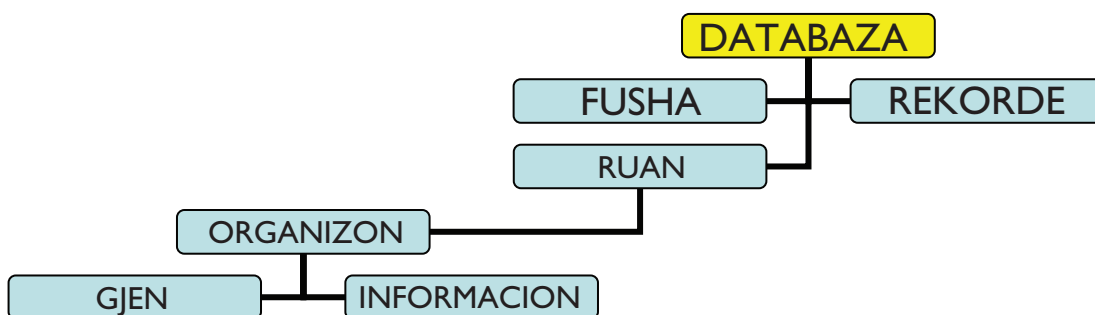 DATABAZA
FUSHA
REKORDE
RUAN
ORGANIZON
GJEN
INFORMACION